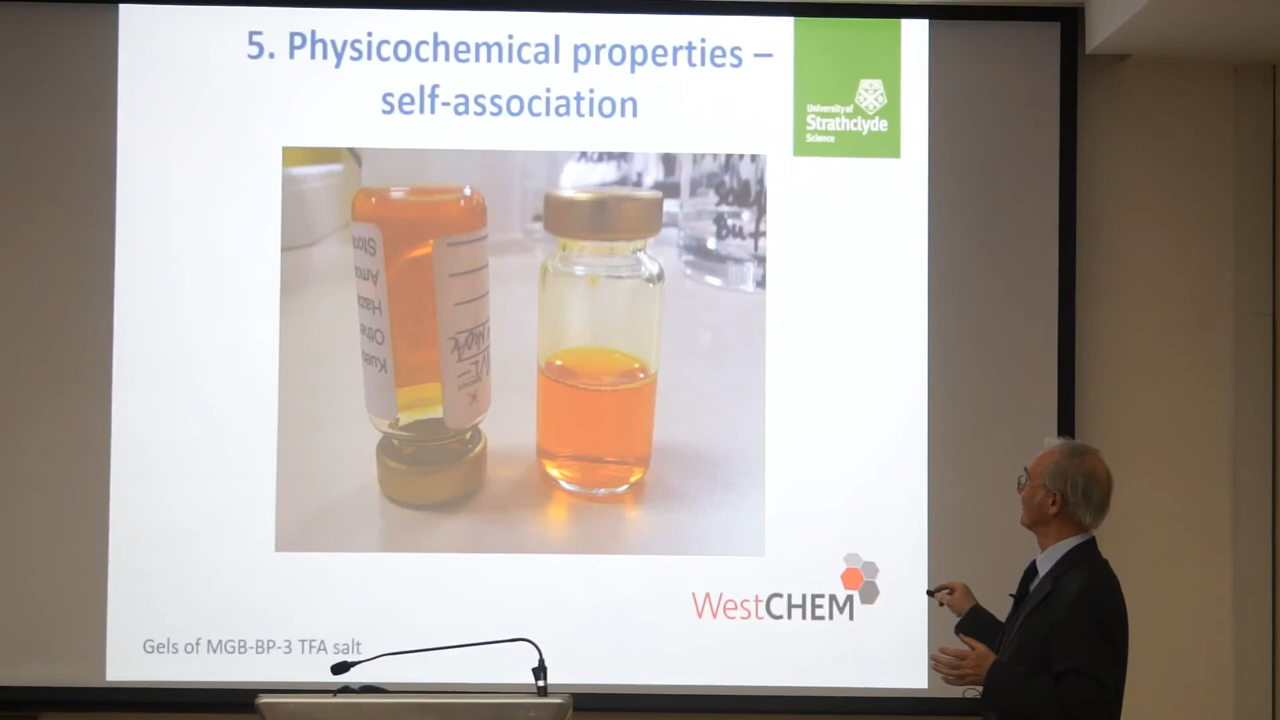 5. Physicochemical properties –
self-association
University of
Strathclyde
Science
WestCHEM
Gels of MGB-BP-3 TFA salt